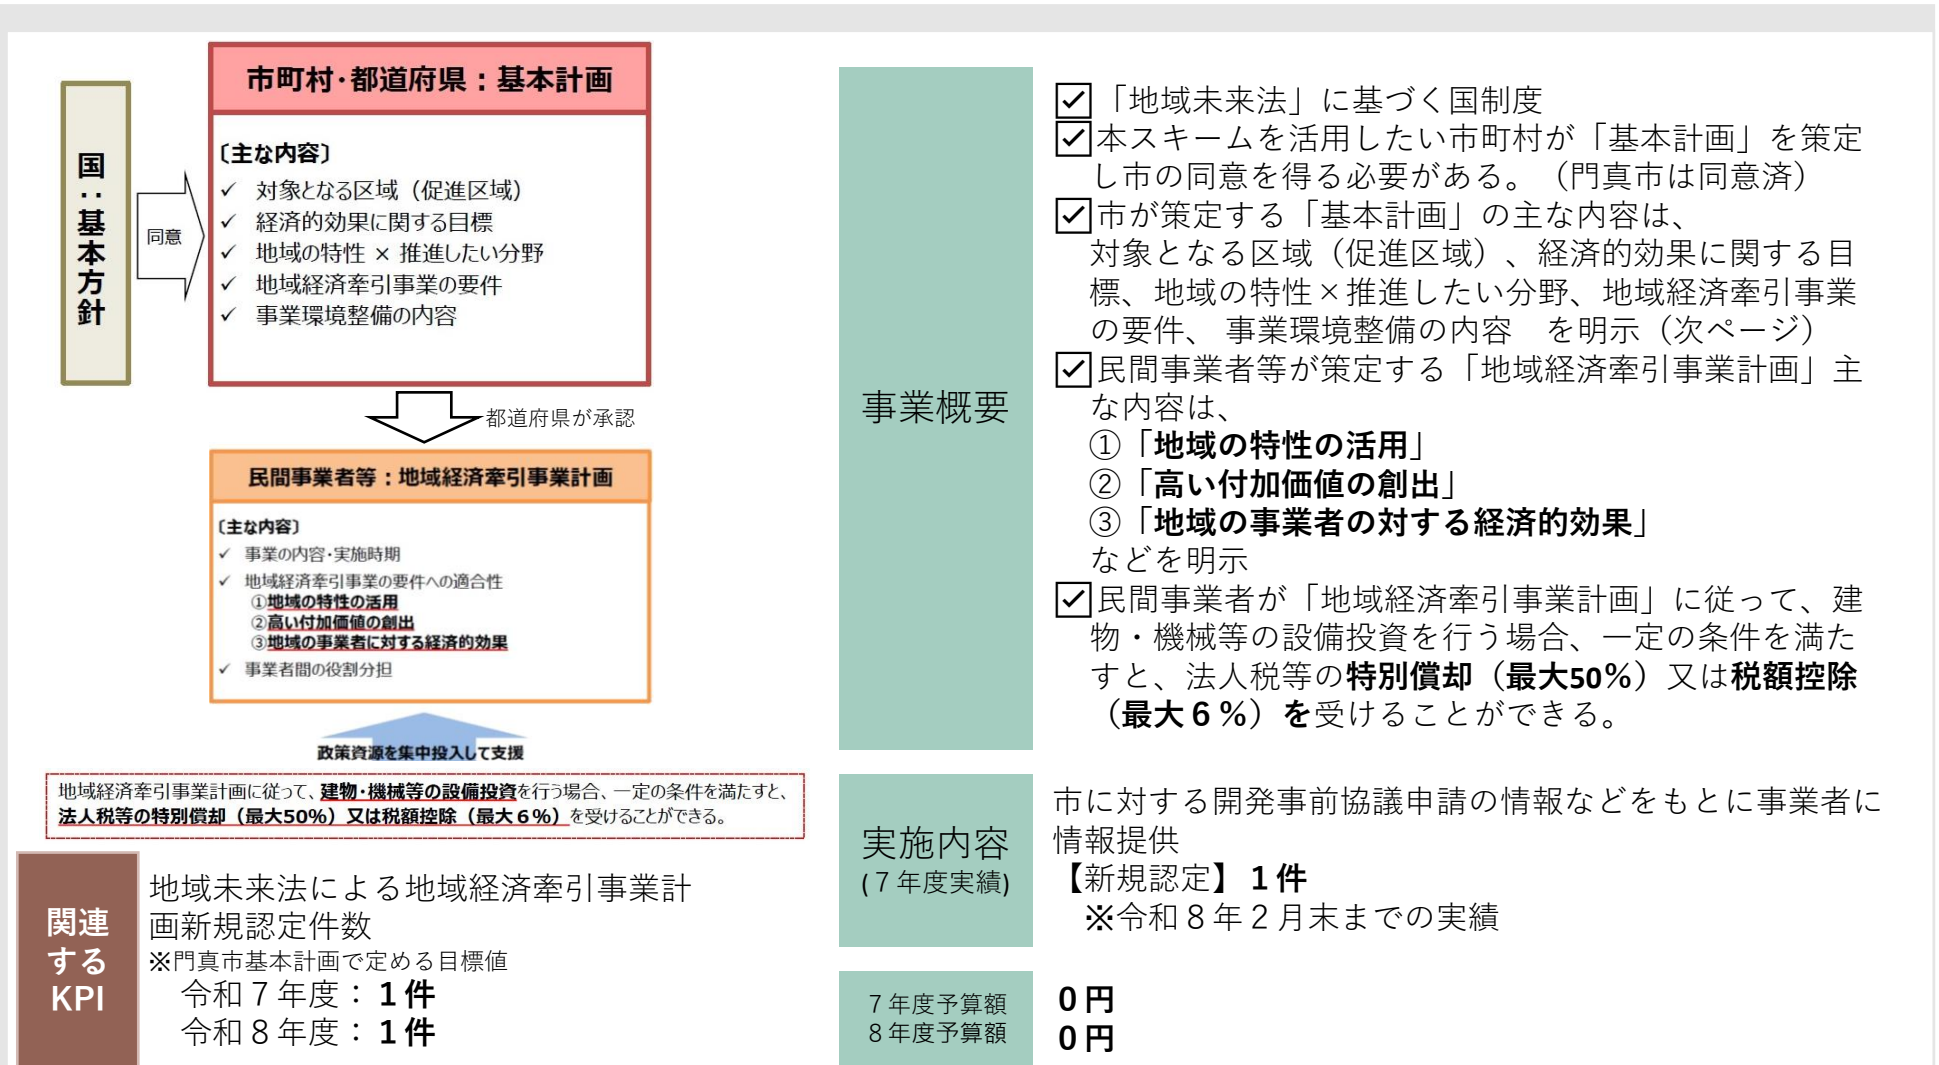 国：基本方針
同意
市町村・都道府県：基本計画
〔主な内容〕
✓ 対象となる区域（促進区域）
✓ 経済的効果に関する目標
✓ 地域の特性 × 推進したい分野
✓ 地域経済牽引事業の要件
✓ 事業環境整備の内容
都道府県が承認
民間事業者等：地域経済牽引事業計画
〔主な内容〕
✓ 事業の内容・実施時期
✓ 地域経済牽引事業の要件への適合性
①地域の特性の活用
②高い付加価値の創出
③地域の事業者に対する経済的効果
✓ 事業者間の役割分担
政策資源を集中投入して支援
地域経済牽引事業計画に従って、建物・機械等の設備投資を行う場合、一定の条件を満たすと、
法人税等の特別償却（最大50%）又は税額控除（最大６%）を受けることができる。
関連
する
KPI
地域未来法による地域経済牽引事業計
画新規認定件数
※門真市基本計画で定める目標値
令和７年度：１件
令和８年度：１件
事業概要
☑「地域未来法」に基づく国制度
☑本スキームを活用したい市町村が「基本計画」を策定
し市の同意を得る必要がある。（門真市は同意済）
☑市が策定する「基本計画」の主な内容は、
対象となる区域（促進区域）、経済的効果に関する目
標、地域の特性×推進したい分野、地域経済牽引事業
の要件、 事業環境整備の内容　を明示（次ページ）
☑民間事業者等が策定する「地域経済牽引事業計画」主
な内容は、
①「地域の特性の活用」
②「高い付加価値の創出」
③「地域の事業者の対する経済的効果」
などを明示
☑民間事業者が「地域経済牽引事業計画」に従って、建
物・機械等の設備投資を行う場合、一定の条件を満た
すと、法人税等の特別償却（最大50％）又は税額控除
（最大６％）を受けることができる。
実施内容
(７年度実績)
市に対する開発事前協議申請の情報などをもとに事業者に
情報提供
【新規認定】１件
※令和８年２月末までの実績
７年度予算額
８年度予算額
０円
０円